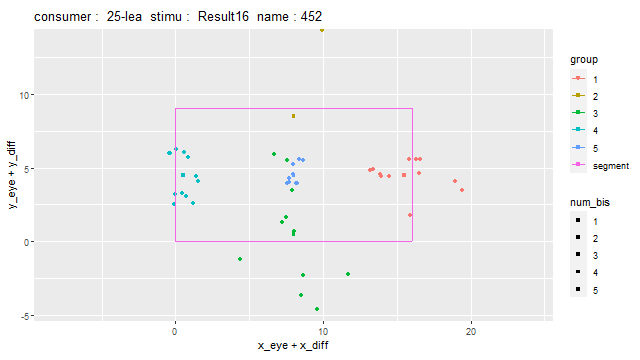 consumer :  25-lea  stimu :  Result16  name : 452
10
5
0
-5
y_eye + y_diff
0
10
20
x_eye + x_diff
group
1
2
3
4
5
segment
num_bis
1
2
3
4
5